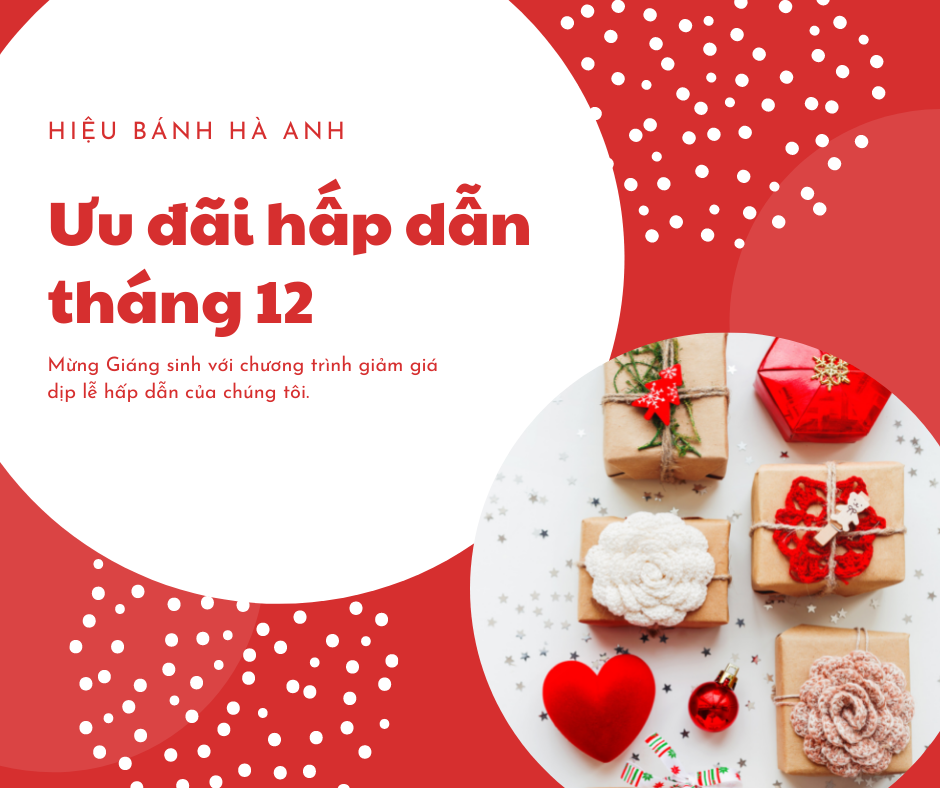 HIỆU BÁNH HÀ ANH
Ưu đãi hấp dẫn
tháng 12
Mừng Giáng sinh với chương trình giảm giá
dịp lễ hấp dẫn của chúng tôi.